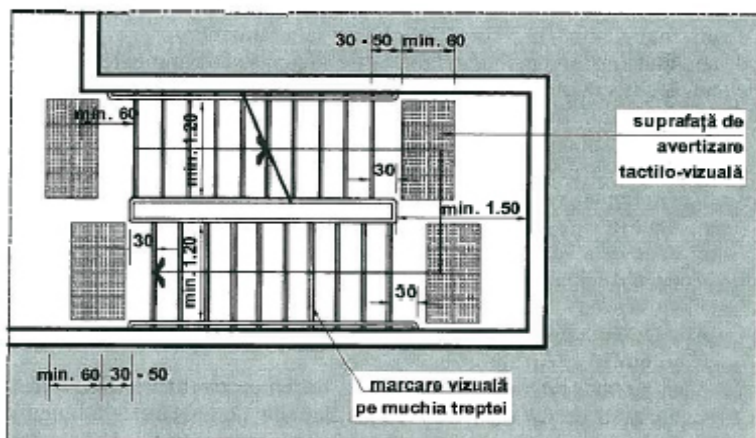 30 - 50 min. 60
min. 60
min. 1.20
suprafaţă de
avertizare
tactilo-vizuală
30
min. 1.50
30
min. 1.20
30
min. 60 30 - 50
marcare vizuală
pe muchia treptei